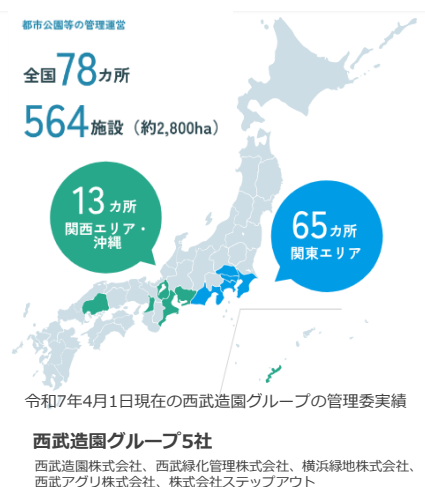 都市公園等の管理運営
全国78カ所
564施設（約2,800ha）
13カ所
関西エリア・
沖縄
65カ所
関東エリア
令和7年4月1日現在の西武造園グループの管理委実績
西武造園グループ5社
西武造園株式会社、西武緑化管理株式会社、横浜緑地株式会社、
西武アグリ株式会社、株式会社ステップアウト